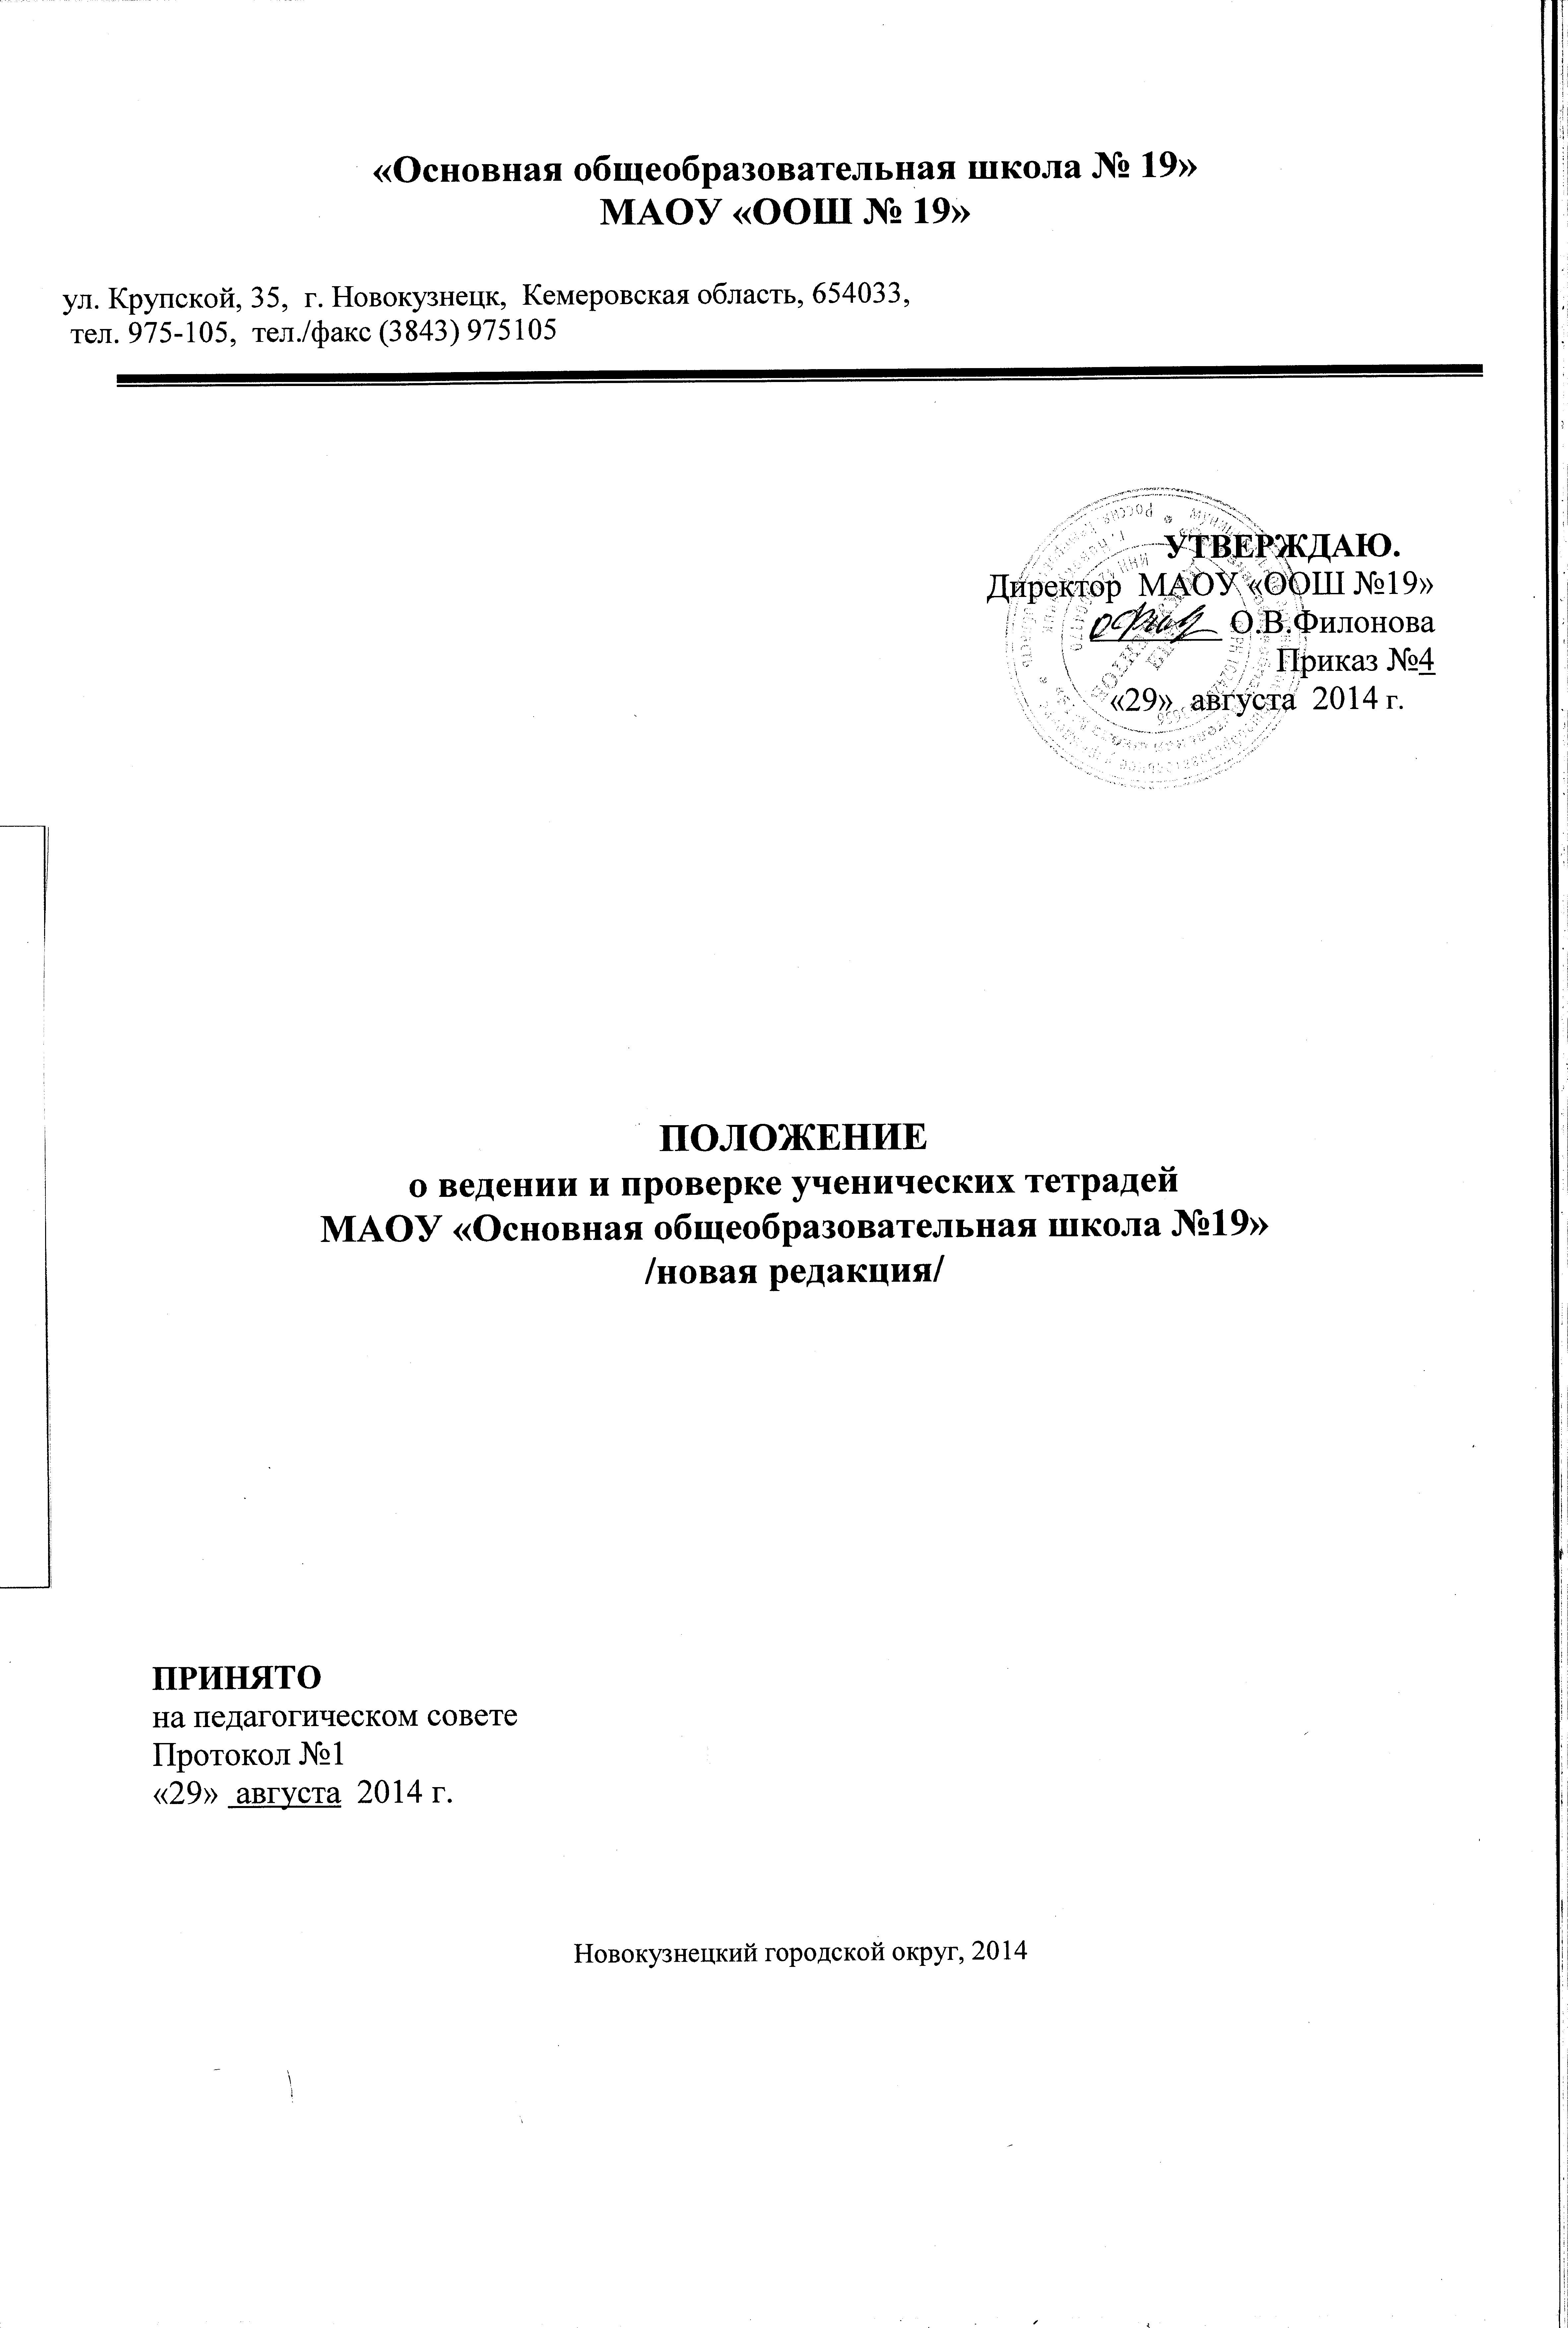 «Основная общеобразовательная школа № 19»
МАОУ «ООШ № 19»
ул. Крупской, 35, г. Новокузнецк, Кемеровская область, 654033,
тел. 975-105, тел./факс (3843) 975105
УТВЕРЖДАЮ.
Директор МАОУ «ООШ №19»
О.В.Филонова
Приказ №4
«29» августа 2014 г.
ПОЛОЖЕНИЕ
о ведении и проверке ученических тетрадей
МАОУ «Основная общеобразовательная школа №19»
/новая редакция/
ПРИНЯТО
на педагогическом совете
Протокол №1
«29» августа 2014 г.
Новокузнецкий городской округ, 2014